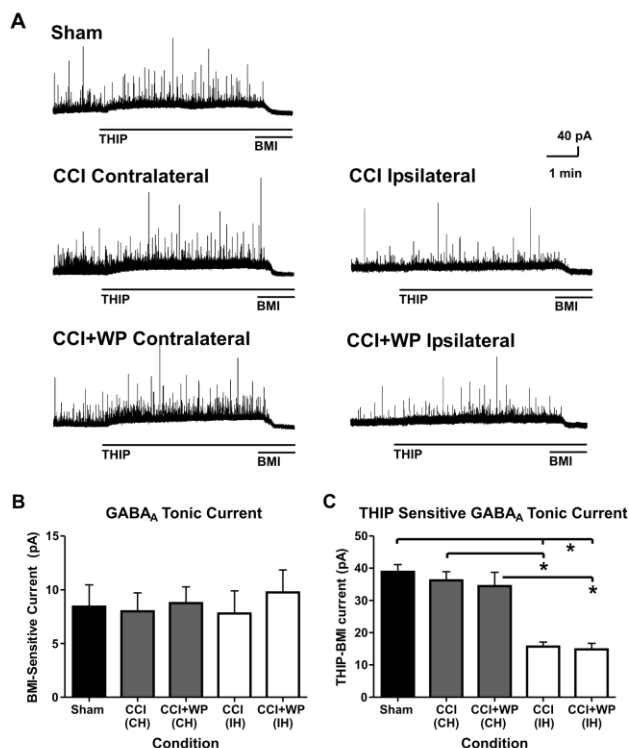 A
Sham
THIP
BMI
40 pA
1 min
CCI Contralateral
THIP
BMI
CCI Ipsilateral
THIP
BMI
CCI+WP Contralateral
THIP
BMI
CCI+WP Ipsilateral
THIP
BMI
B
GABAA Tonic Current
BMI-Sensitive Current (pA)
15
10
5
0
Sham
CCI
(CH)
CCI+WP
(CH)
CCI
(IH)
CCI+WP
(IH)
Condition
C
THIP Sensitive GABAA Tonic Current
THIP-BMI current (pA)
50
40
30
20
10
0
*
*
*
Sham
CCI
(CH)
CCI+WP
(CH)
CCI
(IH)
CCI+WP
(IH)
Condition